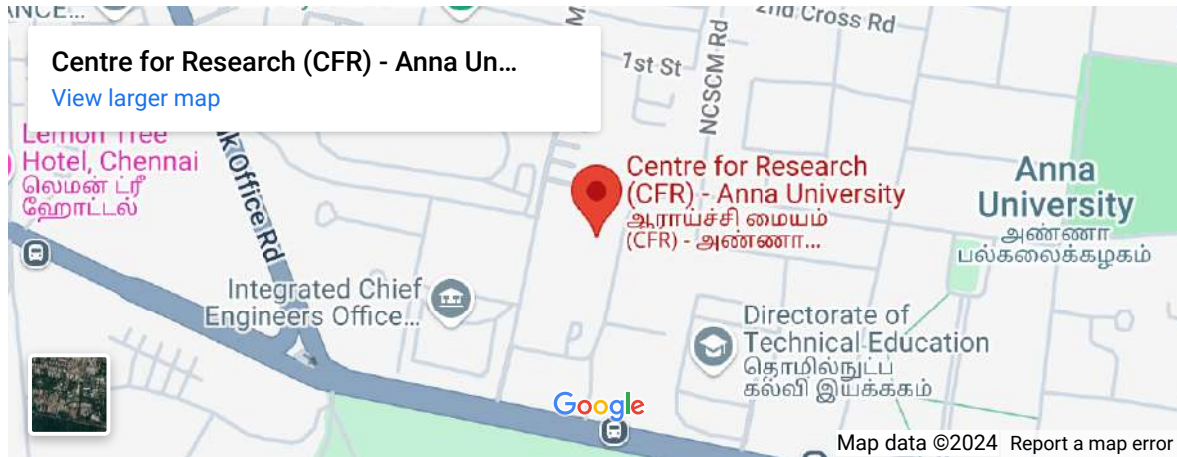 ANCE...
2nd Cross Rd
Centre for Research (CFR) - Anna Un...
View larger map
1st St
NCSCM Rd
Lemon Tree
Hotel, Chennai
லெமன் ட்ரீ
ஹோட்டல்
Office Rd
Centre for Research
(CFR) - Anna University
ஆராய்ச்சி மையம்
(CFR) - அண்ணா...
Anna
University
அண்ணா
பல்கலைக்கழகம்
Integrated Chief
Engineers Office...
Directorate of
Technical Education
தொழில்நுட்ப
கல்வி இயக்ககம்
Google
Map data ©2024 Report a map error